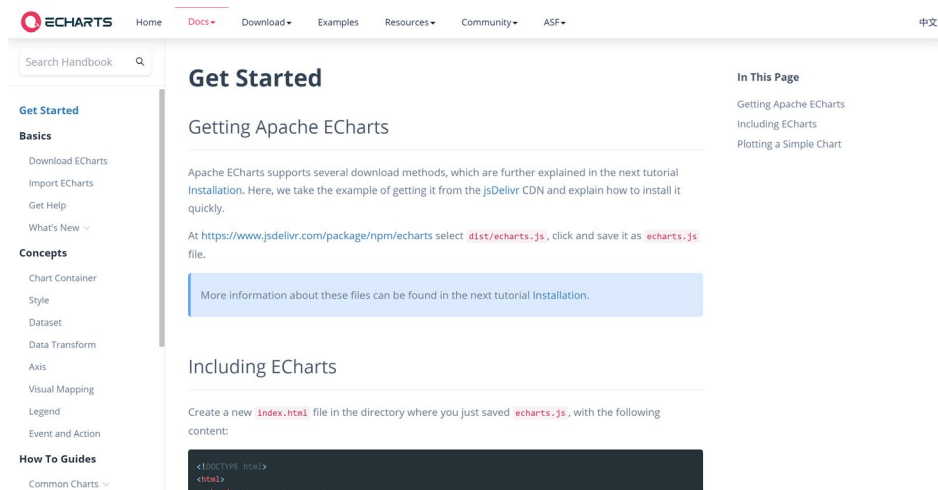 ECHARTS
Home
Docs
Download
Examples
Resources
Community
ASF
中文
Search Handbook
Get Started
Basics
Download ECharts
Import ECharts
Get Help
What's New
Concepts
Chart Container
Style
Dataset
Data Transform
Axis
Visual Mapping
Legend
Event and Action
How To Guides
Common Charts
Get Started
Getting Apache ECharts
Apache ECharts supports several download methods, which are further explained in the next tutorial
Installation. Here, we take the example of getting it from the jsDelivr CDN and explain how to install it
quickly.
At https://www.jsdelivr.com/package/npm/echarts select dist/echarts.js, click and save it as echarts.js
file.
More information about these files can be found in the next tutorial Installation.
Including ECharts
Create a new index.html file in the directory where you just saved echarts.js, with the following
content:
<!DOCTYPE html>
<html>
In This Page
Getting Apache ECharts
Including ECharts
Plotting a Simple Chart